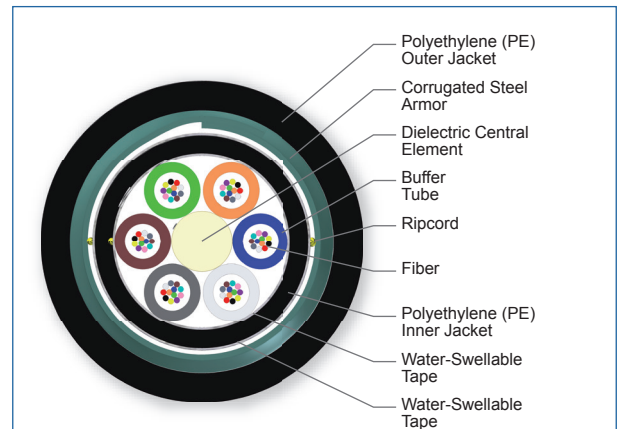 Polyethylene (PE)
Outer Jacket
Corrugated Steel
Armor
Dielectric Central
Element
Buffer
Tube
Ripcord
Fiber
Polyethylene (PE)
Inner Jacket
Water-Swellable
Tape
Water-Swellable
Tape